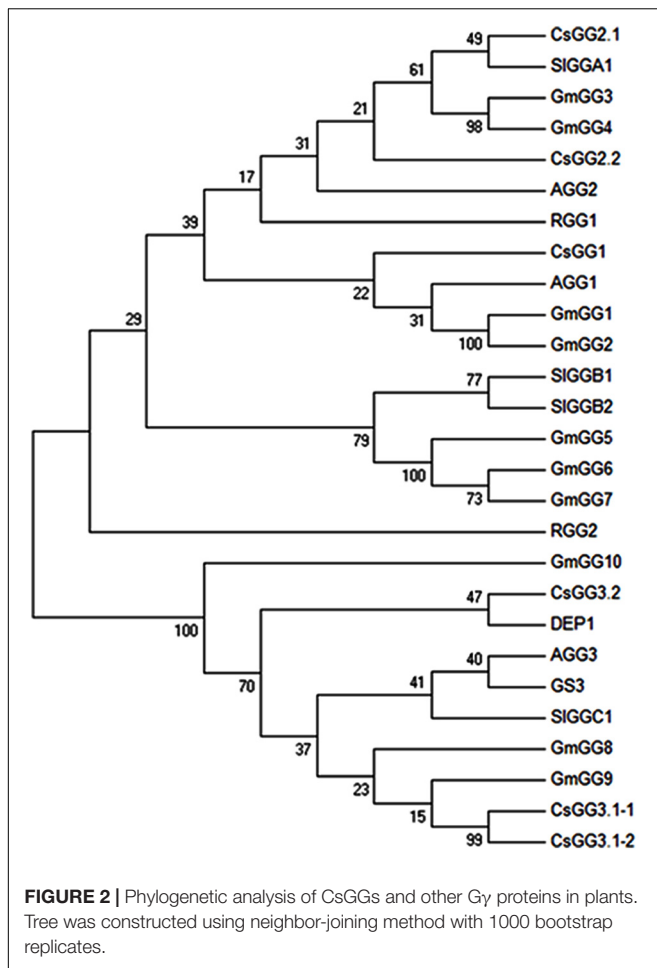 49
CsGG2.1
SlGGA1
61
GmGG3
98
GmGG4
21
CsGG2.2
31
AGG2
17
RGG1
39
CsGG1
22
AGG1
31
GmGG1
100
GmGG2
29
77
SlGGB1
SlGGB2
79
GmGG5
100
GmGG6
73
GmGG7
RGG2
GmGG10
100
47
CsGG3.2
DEP1
70
40
AGG3
GS3
41
SlGGC1
37
GmGG8
23
GmGG9
15
CsGG3.1-1
99
CsGG3.1-2
FIGURE 2 | Phylogenetic analysis of CsGGs and other Gγ proteins in plants.
Tree was constructed using neighbor-joining method with 1000 bootstrap
replicates.